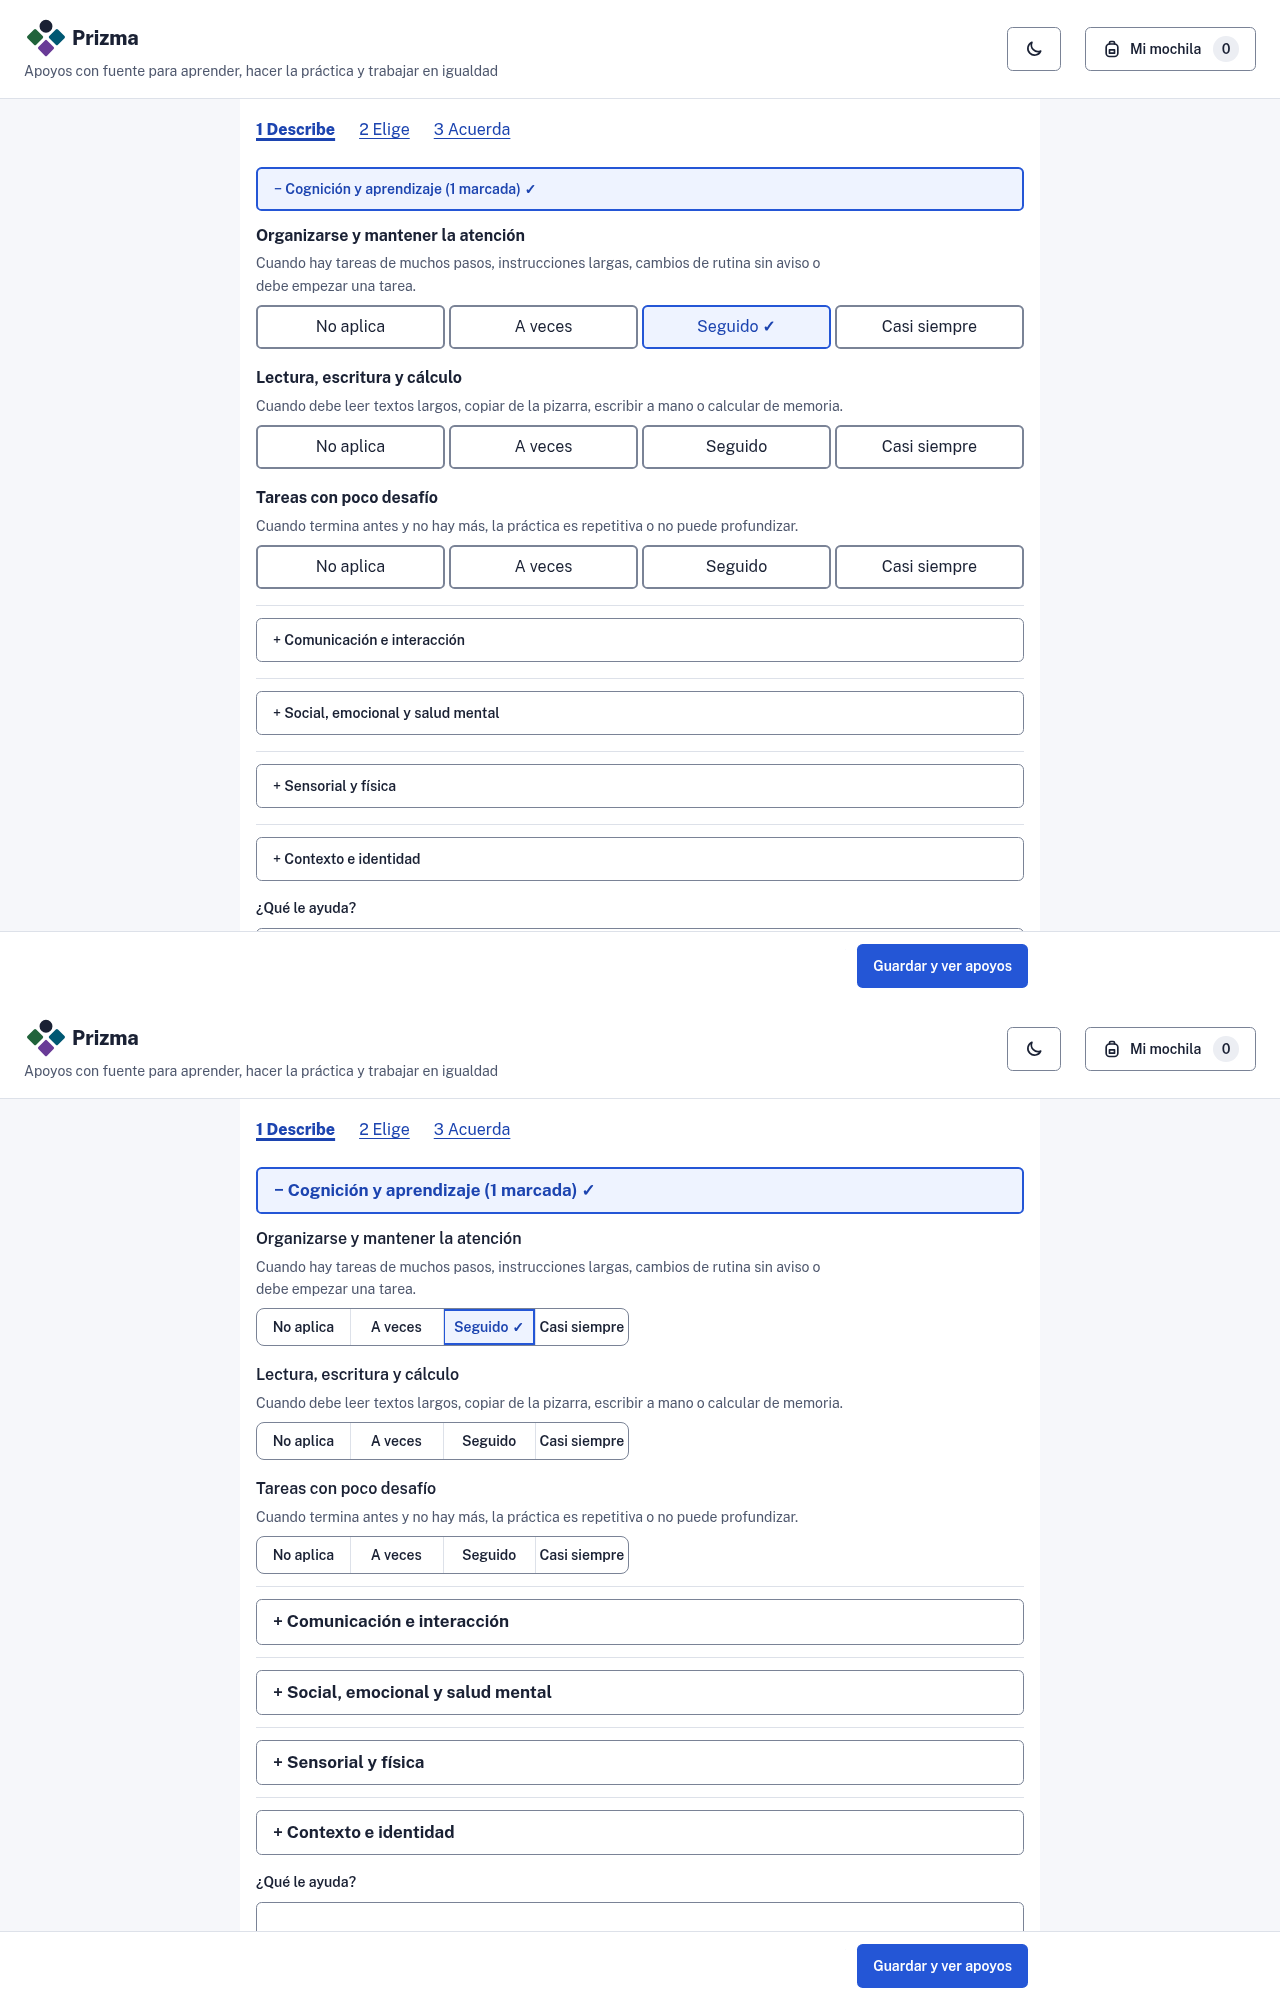 Prizma
Apoyos con fuente para aprender, hacer la práctica y trabajar en igualdad
Mi mochila 0
1 Describe 2 Elige 3 Acuerda
− Cognición y aprendizaje (1 marcada) ✓
Organizarse y mantener la atención
Cuando hay tareas de muchos pasos, instrucciones largas, cambios de rutina sin aviso o
debe empezar una tarea.
No aplica A veces Seguido ✓ Casi siempre
Lectura, escritura y cálculo
Cuando debe leer textos largos, copiar de la pizarra, escribir a mano o calcular de memoria.
No aplica A veces Seguido Casi siempre
Tareas con poco desafío
Cuando termina antes y no hay más, la práctica es repetitiva o no puede profundizar.
No aplica A veces Seguido Casi siempre
+ Comunicación e interacción
+ Social, emocional y salud mental
+ Sensorial y física
+ Contexto e identidad
¿Qué le ayuda?
Guardar y ver apoyos
Prizma
Apoyos con fuente para aprender, hacer la práctica y trabajar en igualdad
Mi mochila 0
1 Describe 2 Elige 3 Acuerda
− Cognición y aprendizaje (1 marcada) ✓
Organizarse y mantener la atención
Cuando hay tareas de muchos pasos, instrucciones largas, cambios de rutina sin aviso o
debe empezar una tarea.
No aplica A veces Seguido ✓ Casi siempre
Lectura, escritura y cálculo
Cuando debe leer textos largos, copiar de la pizarra, escribir a mano o calcular de memoria.
No aplica A veces Seguido Casi siempre
Tareas con poco desafío
Cuando termina antes y no hay más, la práctica es repetitiva o no puede profundizar.
No aplica A veces Seguido Casi siempre
+ Comunicación e interacción
+ Social, emocional y salud mental
+ Sensorial y física
+ Contexto e identidad
¿Qué le ayuda?
Guardar y ver apoyos